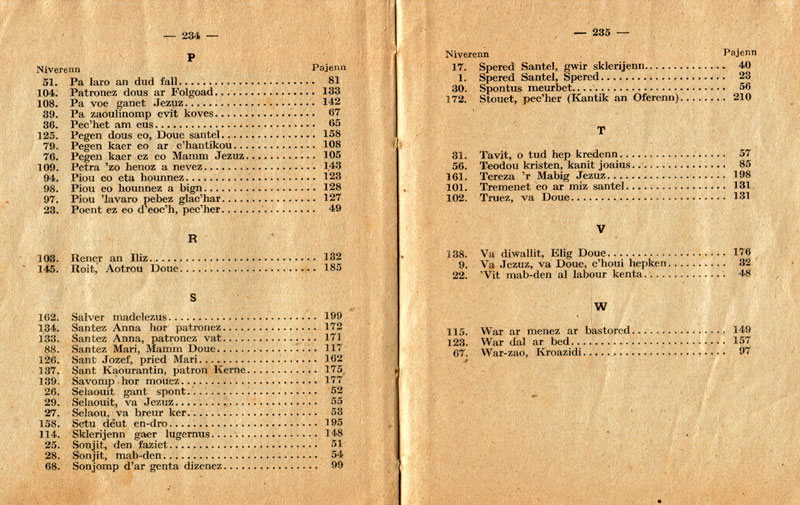 — 234 —
P
Niverenn Pajenn
51. Pa laro an dud fall 81
104. Patronez dous ar Folgoad 133
108. Pa voe ganet Jezuz 142
39. Pa zaoulinomp evit koves 67
36. Pec'het am eus 65
125. Pegen dous eo, Doue santel 158
79. Pegen kaer eo ar c'hantikou 108
76. Pegen kaer ez eo Mamm Jezuz 105
109. Petra 'zo henoz a nevez 143
94. Piou eo eta hounnez 123
98. Piou eo hounnez a bign 128
97. Piou 'lavaro pebez glac'har 127
23. Poent ez eo d'eoc'h, pec'her 49
R
103. Rener an Iliz 132
145. Roit, Aotrou Doue 185
S
162. Salver madelezus 199
134. Santez Anna hor patronez 172
133. Santez Anna, patronez vat 171
88. Santez Mari, Mamm Doue 117
126. Sant Jozef, pried Mari 162
137. Sant Kaourantin, patron Kerne 175
139. Savomp hor mouez 177
26. Selaouit gant spont 52
29. Selaouit, va Jezuz 55
27. Selaou, va breur ker 53
158. Setu deut en-dro 195
114. Sklerijenn gaer lugernus 148
25. Sonjit, den faziet 51
28. Sonjit, mab-den 54
68. Sonjomp d'ar genta dizenez 99
— 235 —
Niverenn Pajenn
17. Spered Santel, gwir sklerijenn 40
1. Spered Santel, Spered 23
30. Spontus meurbet 56
172. Stouet, pec'her (Kantik an Oferenn) 210
T
31. Tavit, o tud hep kredenn 57
56. Teodou kristen, kanit joaius 85
161. Tereza 'r Mabig Jezuz 198
101. Tremenet eo ar miz santel 131
102. Truez, va Doue 131
V
138. Va diwallit, Elig Doue 176
9. Va Jezuz, va Doue, c'houi hepken 32
22. 'Vit mab-den al labour kenta 48
W
115. War ar menez ar bastored 149
123. War dal ar bed 157
67. War-zao, Kroazidi 97